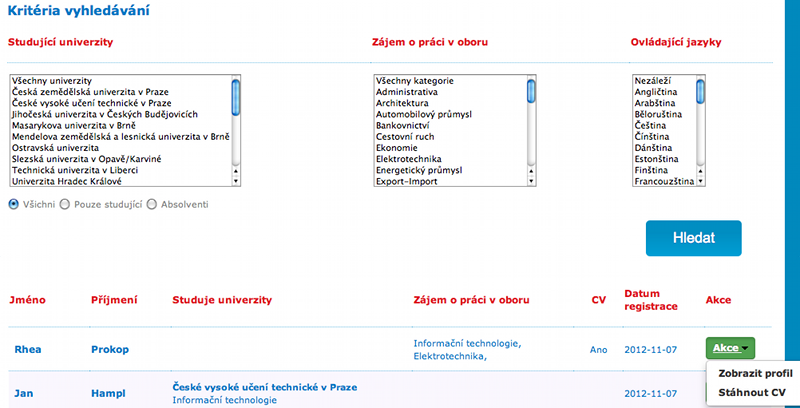 Kritéria vyhledávání
Studující univerzity
Zájem o práci v oboru
Ovládající jazyky
Všechny univerzity
Česká zemědělská univerzita v Praze
České vysoké učení technické v Praze
Jihočeská univerzita v Českých Budějovicích
Masarykova univerzita v Brně
Mendelova zemědělská a lesnická univerzita v Brně
Ostravská univerzita
Slezská univerzita v Opavě/Karviné
Technická univerzita v Liberci
Univerzita Hradec Králové
Všechny kategorie
Administrativa
Architektura
Automobilový průmysl
Bankovnictví
Cestovní ruch
Ekonomie
Elektrotechnika
Energetický průmysl
Export-Import
Nezáleží
Angličtina
Arabština
Běloruština
Čeština
Čínština
Dánština
Estonština
Finština
Francouzština
Všichni Pouze studující Absolventi
Hledat
Jméno Příjmení Studuje univerzity Zájem o práci v oboru CV Datum registrace Akce
Rhea Prokop Informační technologie, Elektrotechnika, Ano 2012-11-07 Akce
Zobrazit profil
Stáhnout CV
Jan Hampl České vysoké učení technické v Praze 2012-11-07
Informační technologie